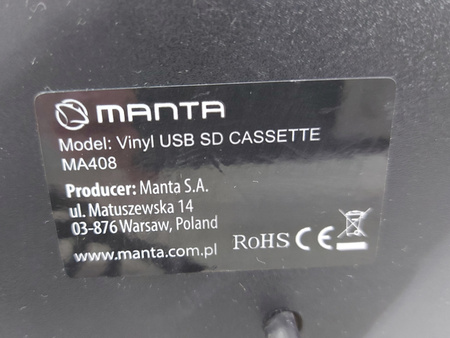 MANTA
Model: Vinyl USB SD CASSETTE
MA408
Producer: Manta S.A.
ul. Matuszewska 14
03-876 Warsaw, Poland
www.manta.com.pl
RoHS CE